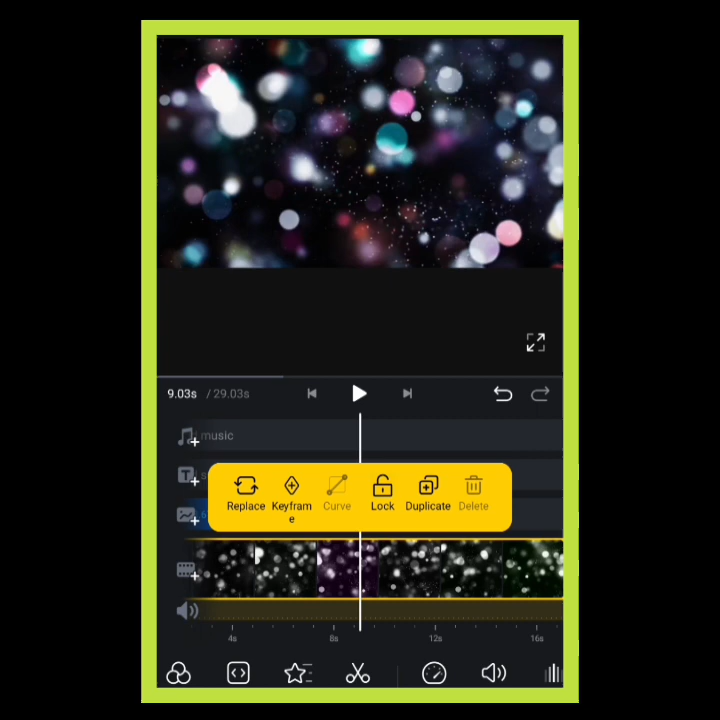 9.03s / 29.03s
music
Replace Keyfram
e Curve Lock Duplicate Delete
4s 8s 12s 16s